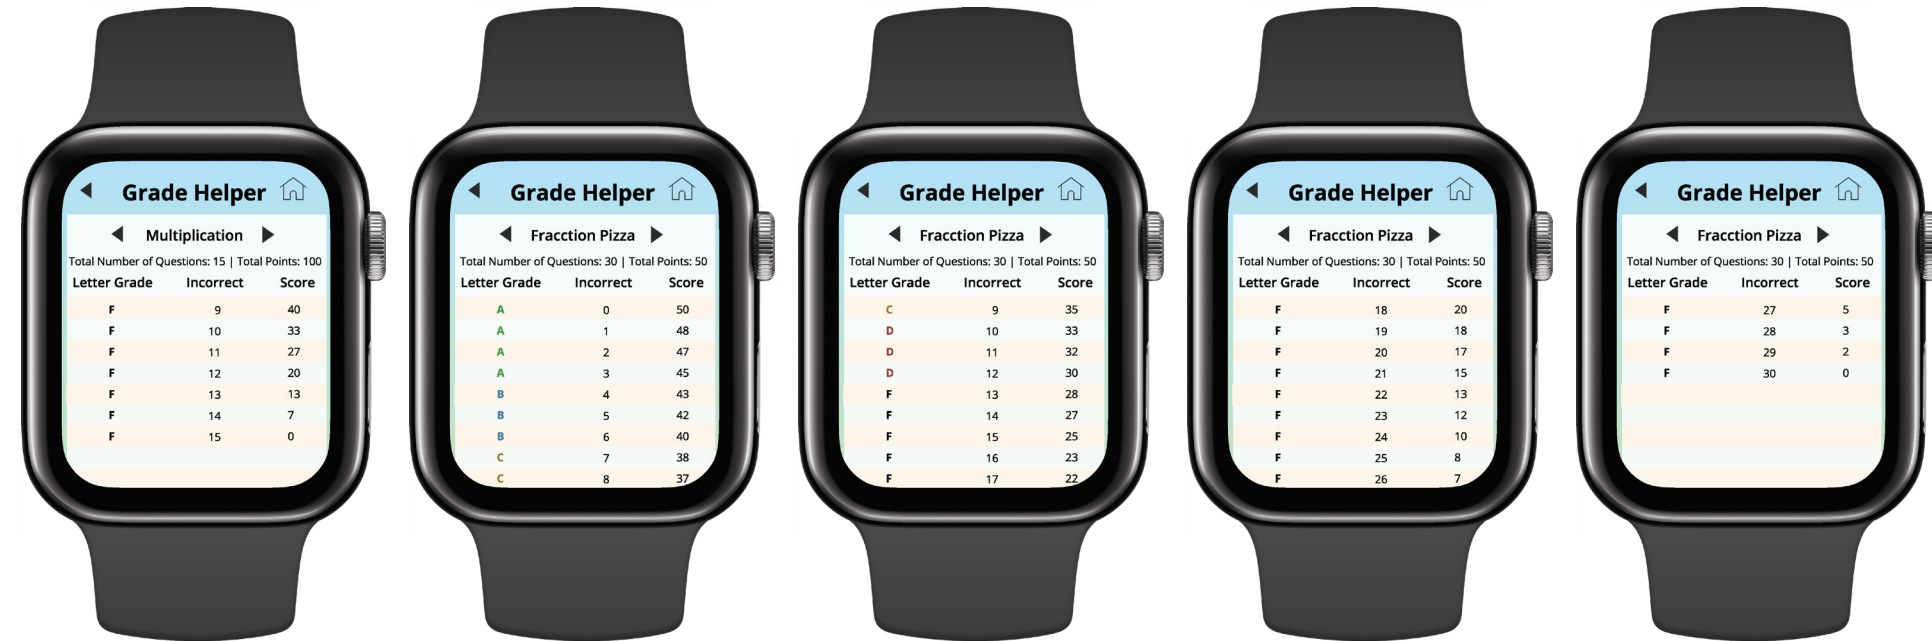 Grade Helper
Multiplication
Total Number of Questions: 15 | Total Points: 100
Letter Grade Incorrect Score
F 9 40
F 10 33
F 11 27
F 12 20
F 13 13
F 14 7
F 15 0
Grade Helper
Fracction Pizza
Total Number of Questions: 30 | Total Points: 50
Letter Grade Incorrect Score
A 0 50
A 1 48
A 2 47
A 3 45
B 4 43
B 5 42
B 6 40
C 7 38
C 8 37
Grade Helper
Fracction Pizza
Total Number of Questions: 30 | Total Points: 50
Letter Grade Incorrect Score
C 9 35
D 10 33
D 11 32
D 12 30
F 13 28
F 14 27
F 15 25
F 16 23
F 17 22
Grade Helper
Fracction Pizza
Total Number of Questions: 30 | Total Points: 50
Letter Grade Incorrect Score
F 18 20
F 19 18
F 20 17
F 21 15
F 22 13
F 23 12
F 24 10
F 25 8
F 26 7
Grade Helper
Fracction Pizza
Total Number of Questions: 30 | Total Points: 50
Letter Grade Incorrect Score
F 27 5
F 28 3
F 29 2
F 30 0